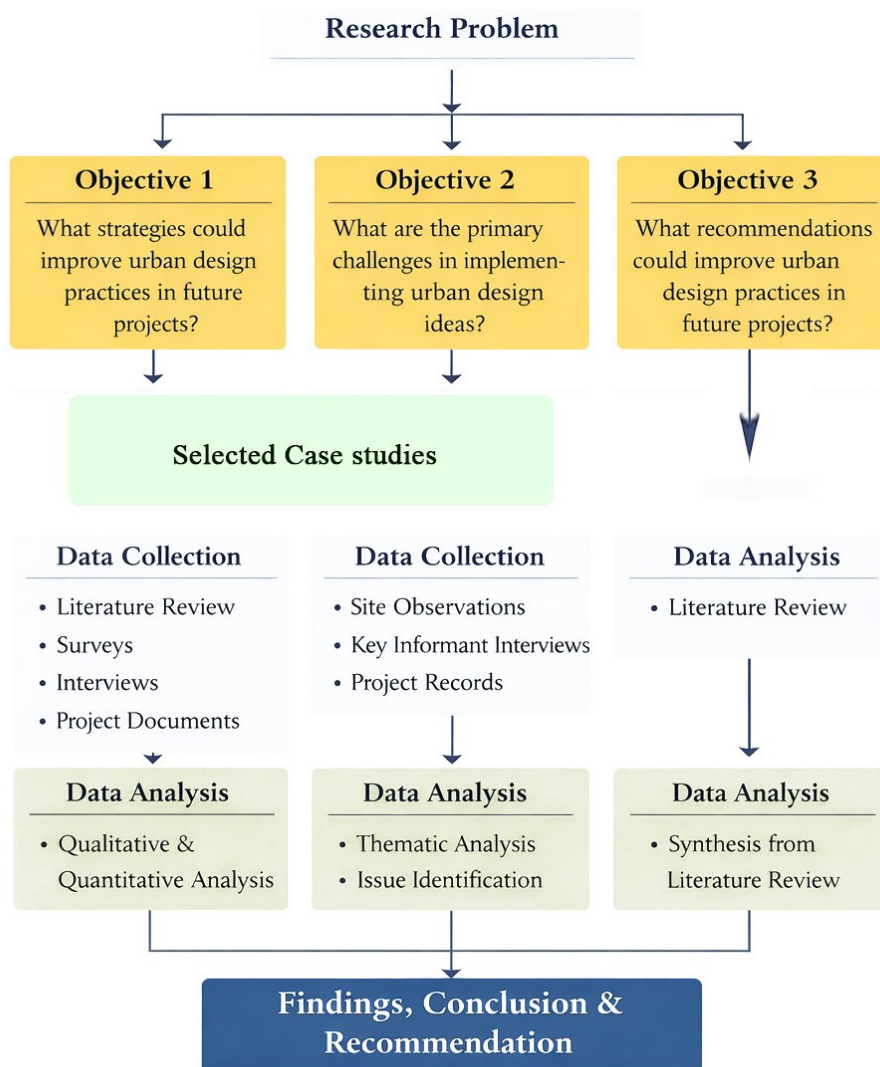 Research Problem
Objective 1
What strategies could
improve urban design
practices in future
projects?
Objective 2
What are the primary
challenges in implemen-
ting urban design
ideas?
Objective 3
What recommendations
could improve urban
design practices in
future projects?
Selected Case studies
Data Collection
• Literature Review
• Surveys
• Interviews
• Project Documents
Data Collection
• Site Observations
• Key Informant Interviews
• Project Records
Data Analysis
• Literature Review
Data Analysis
• Qualitative &
Quantitative Analysis
Data Analysis
• Thematic Analysis
• Issue Identification
Data Analysis
• Synthesis from
Literature Review
Findings, Conclusion &
Recommendation